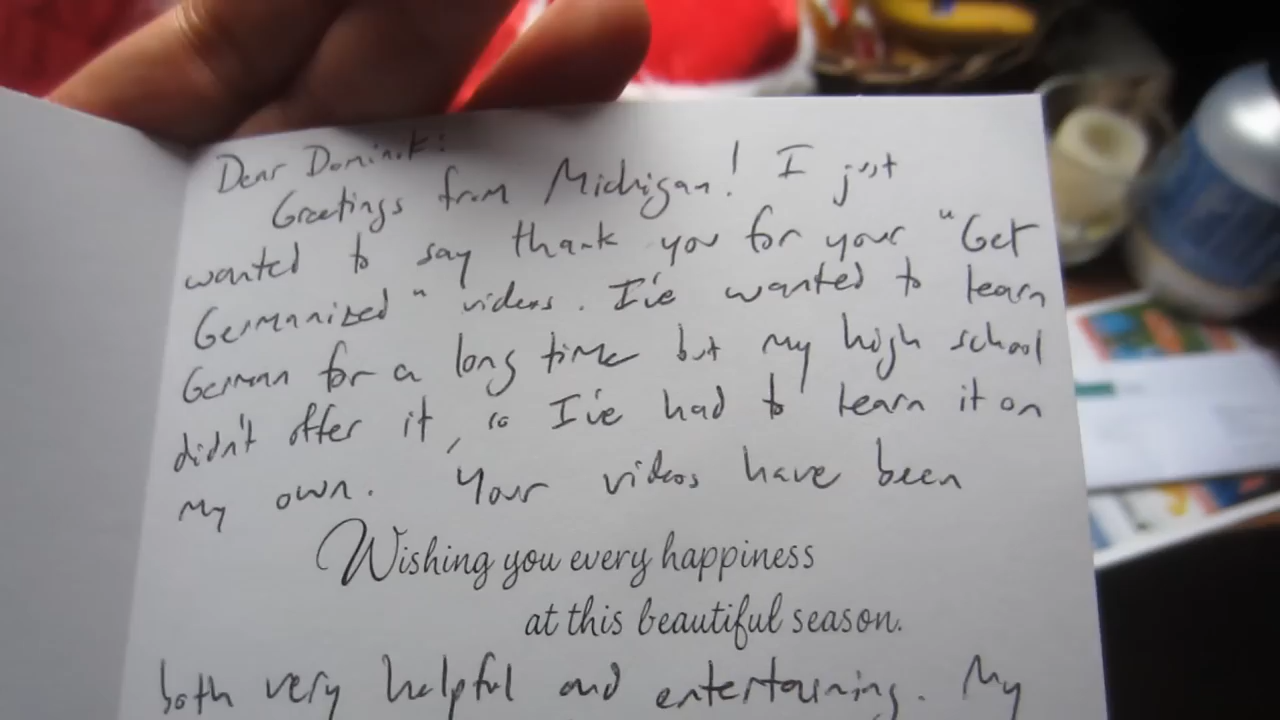 Dear Dominik:
Greetings from Michigan! I just
wanted to say thank you for your "Get
Germanized" videos. I've wanted to learn
German for a long time but my high school
didn't offer it, so I've had to learn it on
my own. Your videos have been
Wishing you every happiness
at this beautiful season.
both very helpful and entertaining. My